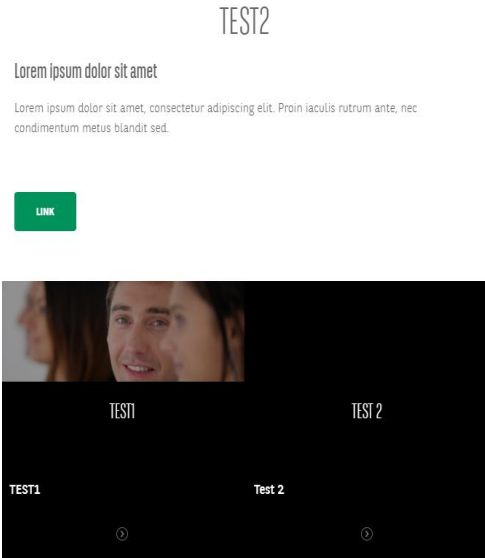 TEST2
Lorem ipsum dolor sit amet
Lorem ipsum dolor sit amet, consectetur adipiscing elit. Proin iaculis rutrum ante, nec
condimentum metus blandit sed.
LINK
TEST1
TEST 2
TEST1
Test 2